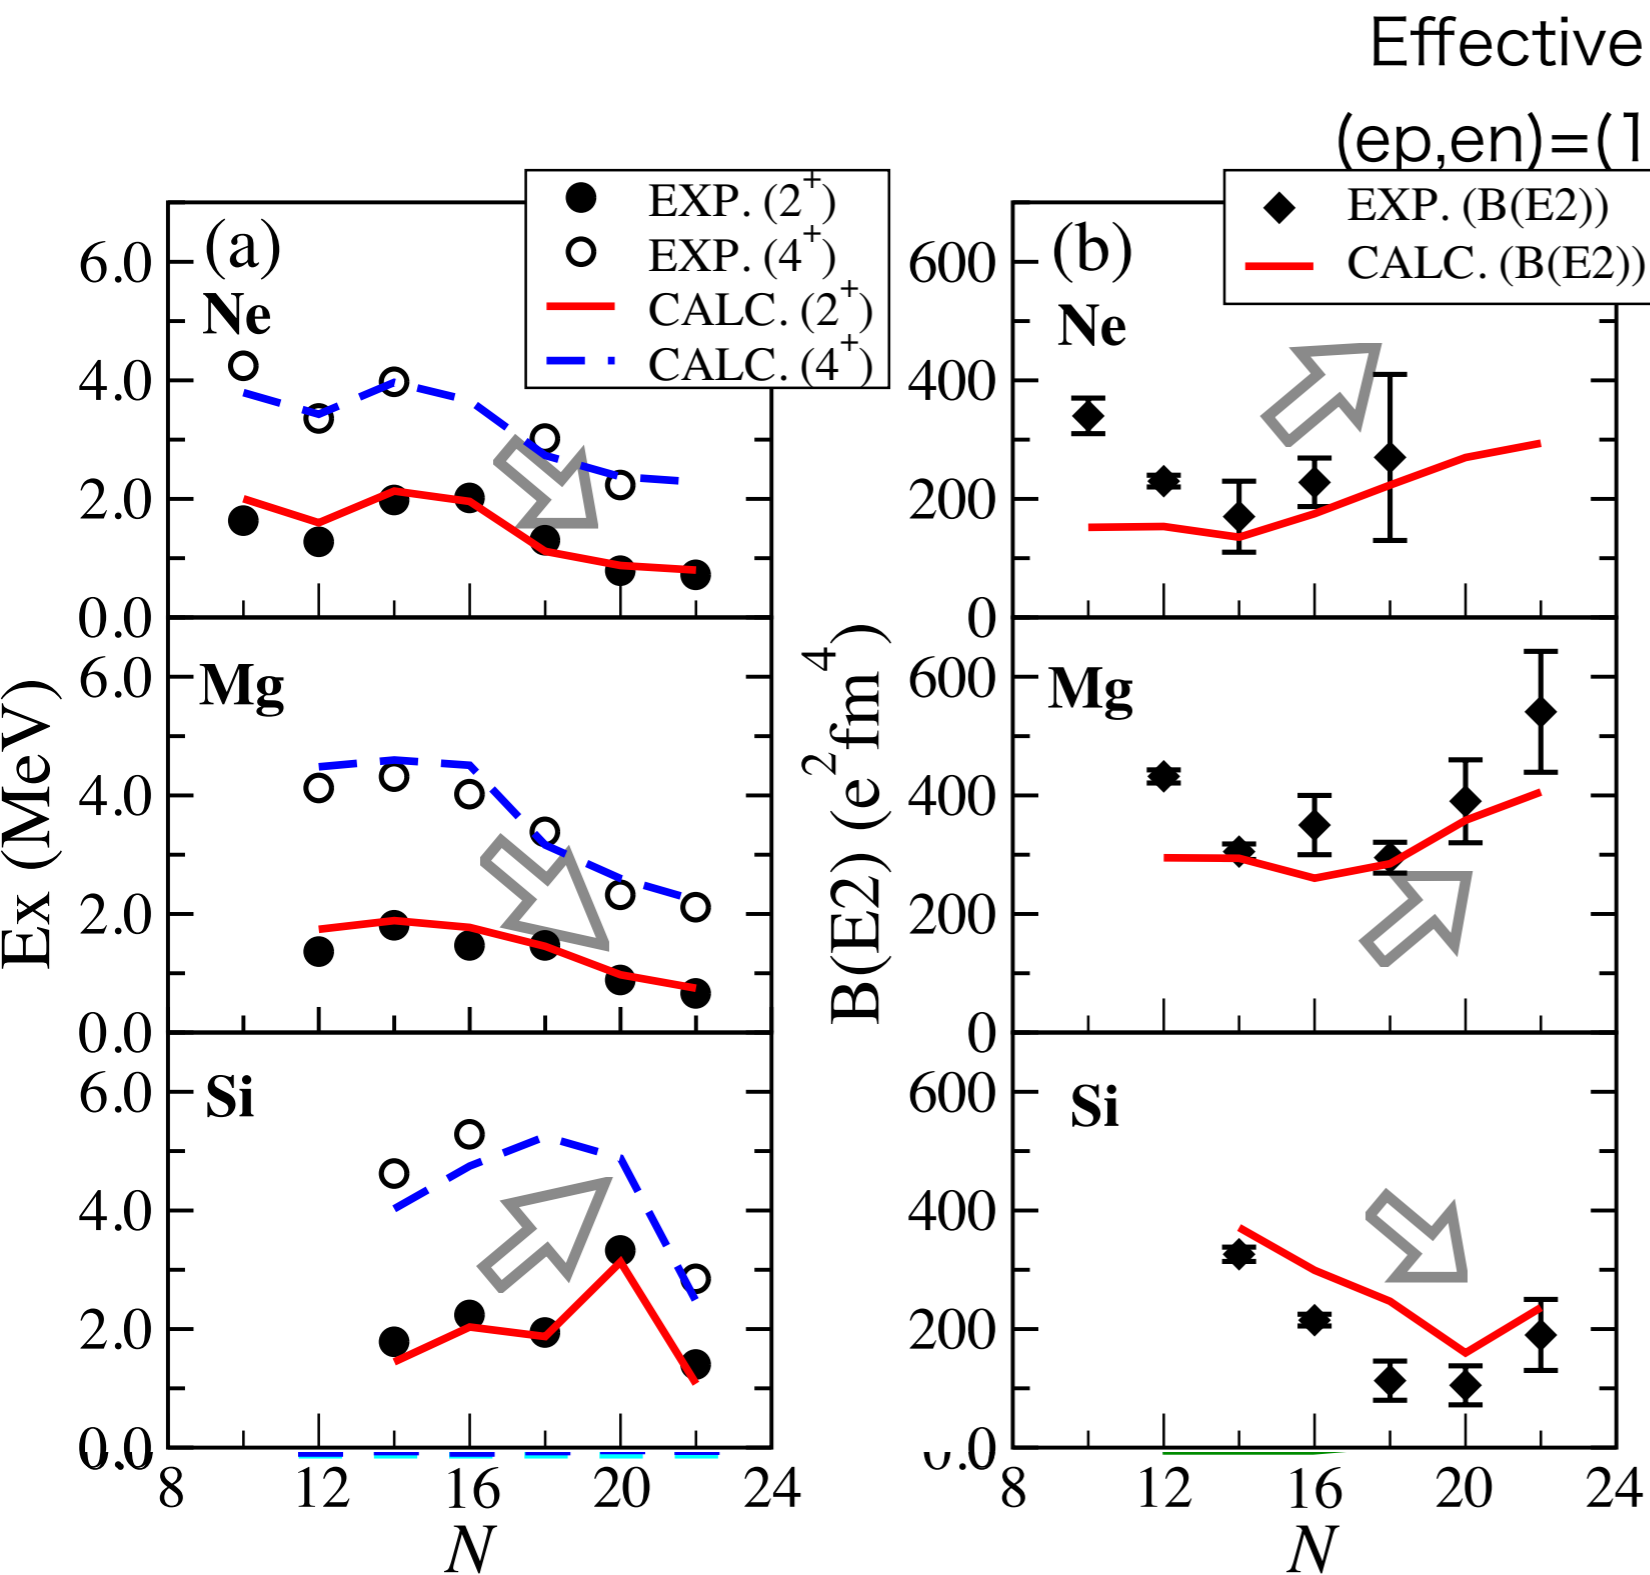 Effective
(ep,en)=(1
EXP. (2+)
EXP. (4+)
CALC. (2+)
CALC. (4+)
EXP. (B(E2))
CALC. (B(E2))
(a)
Ne
6.0
4.0
2.0
0.0
(b)
Ne
600
400
200
0
Ex (MeV)
Mg
6.0
4.0
2.0
0.0
B(E2) (e2fm4)
Mg
600
400
200
0
Si
6.0
4.0
2.0
0.0
8 12 16 20 24
N
Si
600
400
200
0
8 12 16 20 24
N